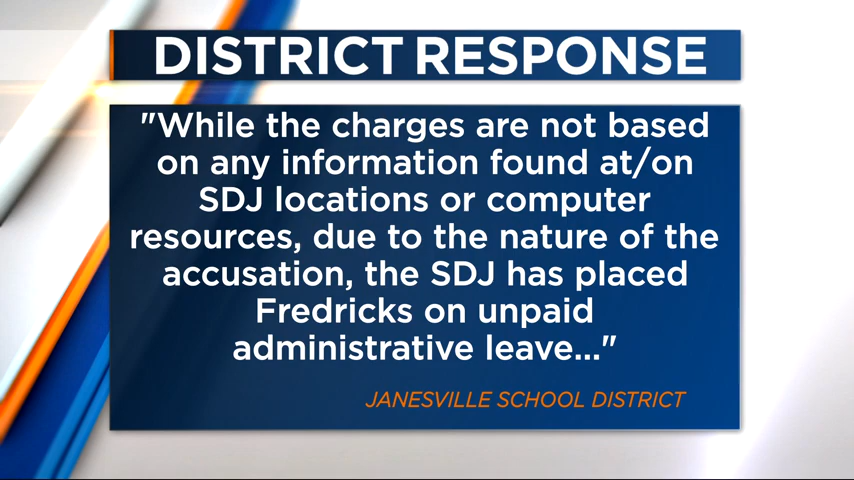 DISTRICT RESPONSE
"While the charges are not based
on any information found at/on
SDJ locations or computer
resources, due to the nature of the
accusation, the SDJ has placed
Fredricks on unpaid
administrative leave..."
JANESVILLE SCHOOL DISTRICT